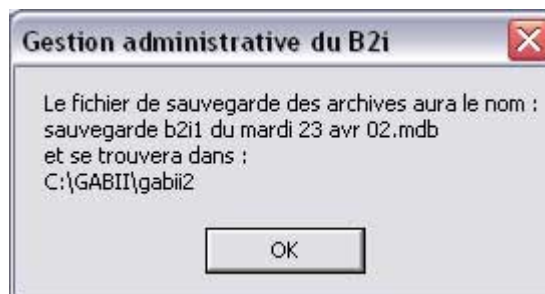 Gestion administrative du B2i
Le fichier de sauvegarde des archives aura le nom :
sauvegarde b2i1 du mardi 23 avr 02.mdb
et se trouvera dans :
C:\GABII\gabii2
OK